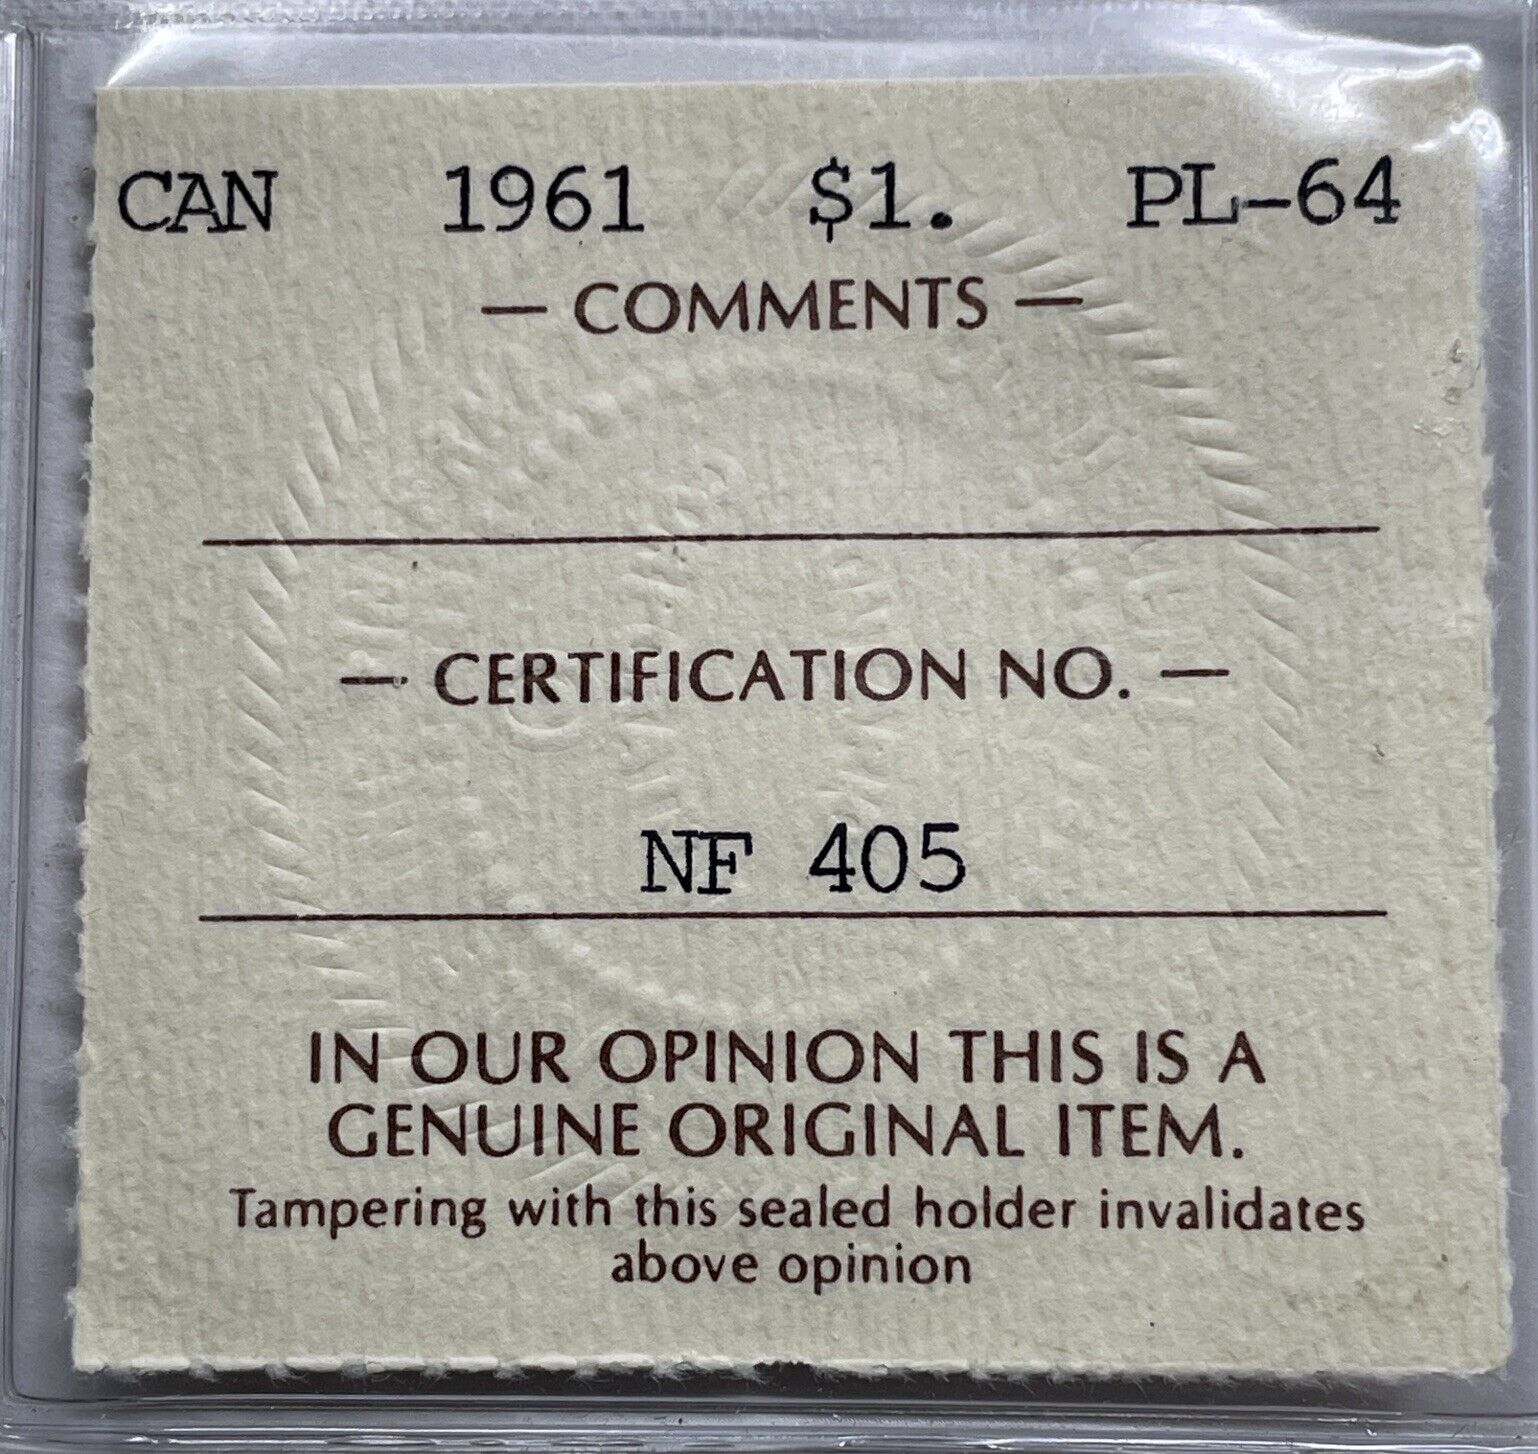 CAN 1961 $1. PL-64
— COMMENTS —
— CERTIFICATION NO. —
NF 405
IN OUR OPINION THIS IS A
GENUINE ORIGINAL ITEM.
Tampering with this sealed holder invalidates
above opinion